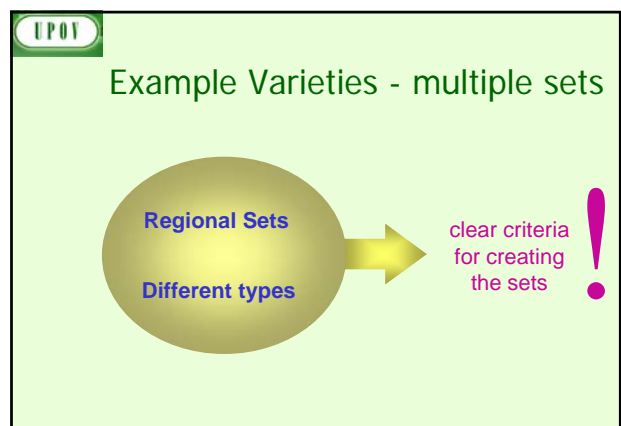 UPOV
Example Varieties - multiple sets
Regional Sets
Different types
clear criteria
for creating
the sets
!